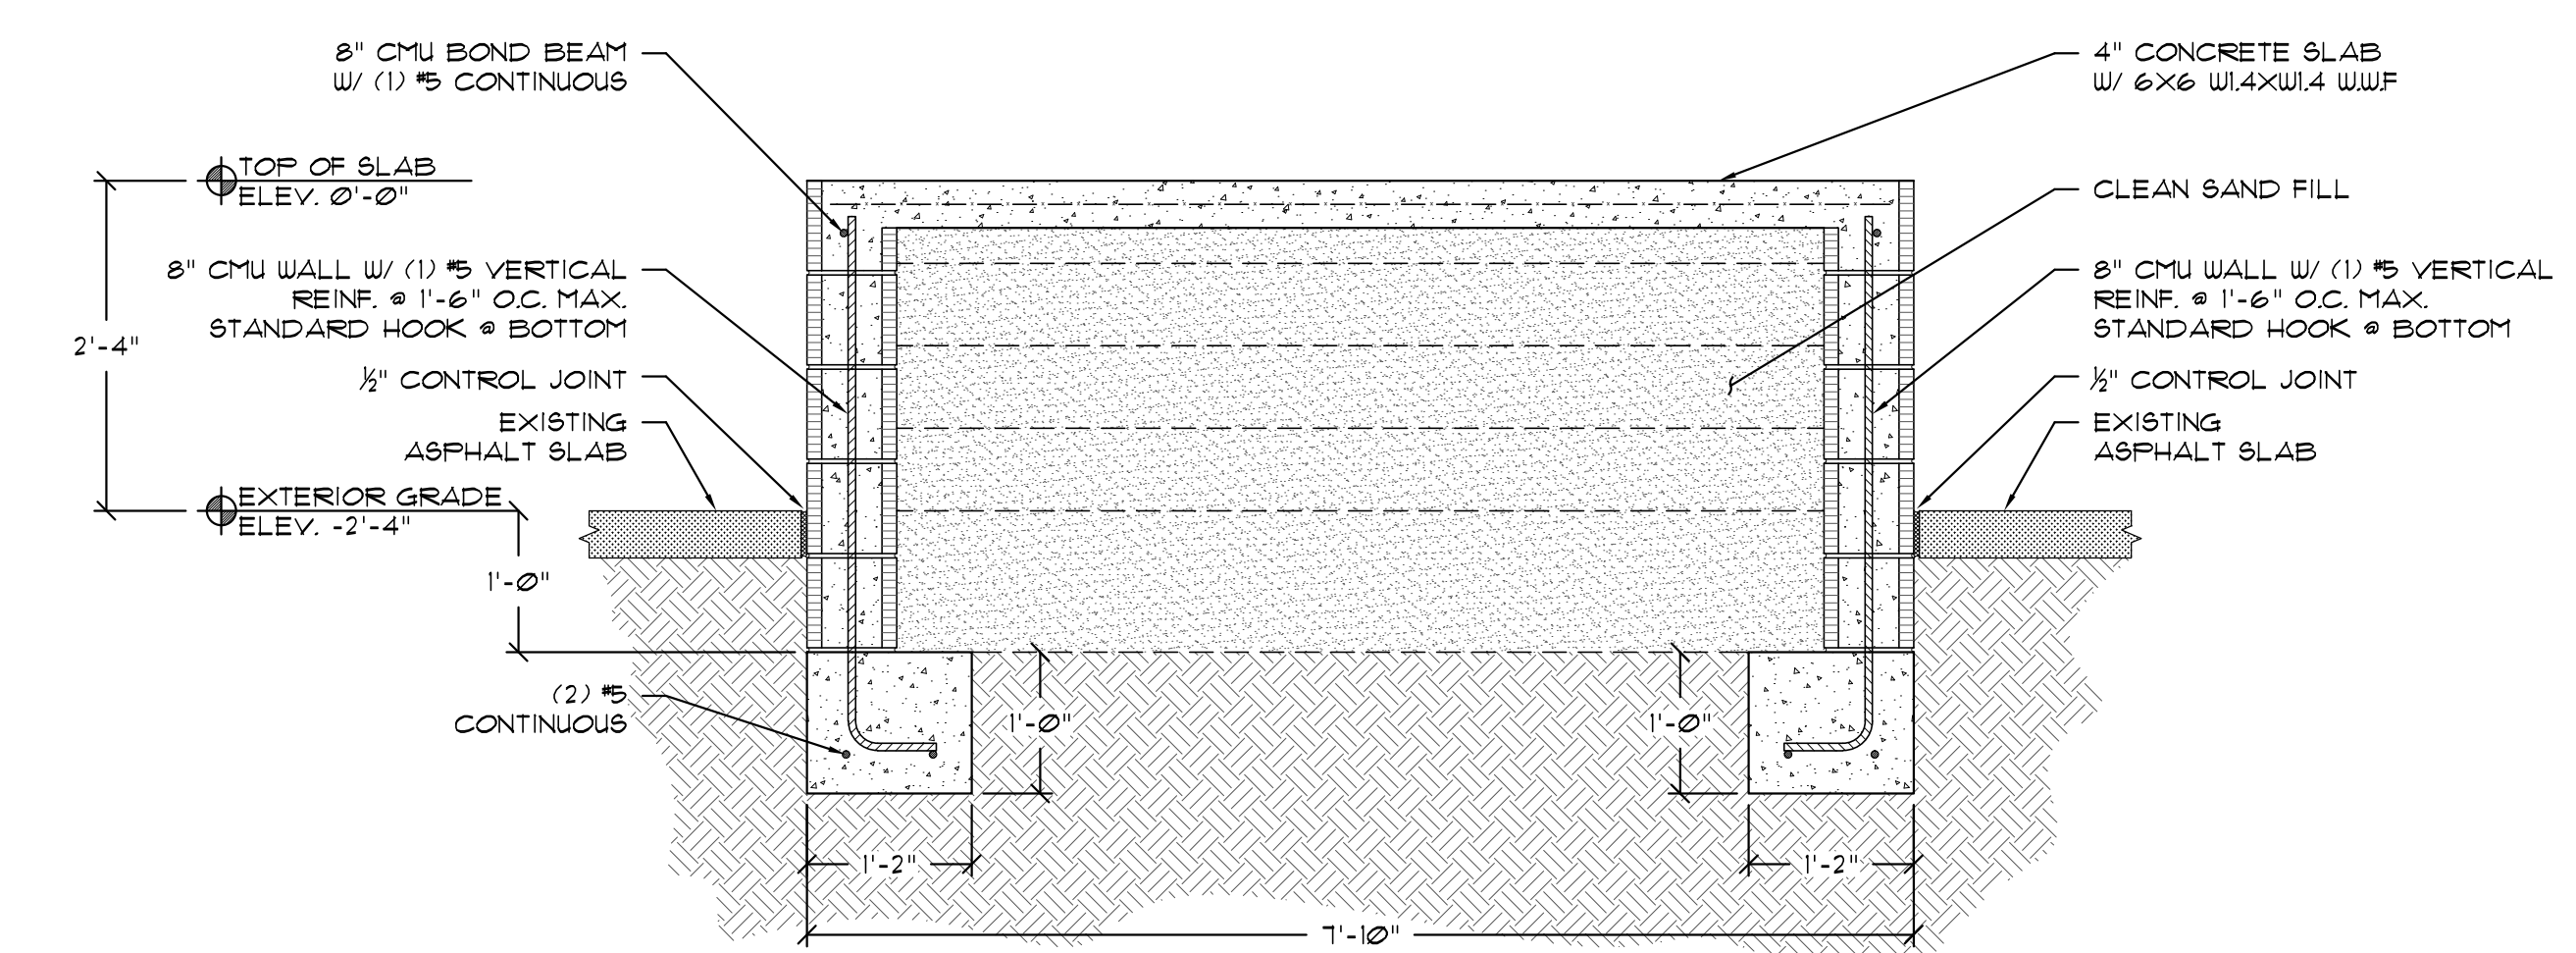 8" CMU BOND BEAM
W/ (1) #5 CONTINUOUS
TOP OF SLAB
ELEV. 0'-0"
8" CMU WALL W/ (1) #5 VERTICAL
REINF. @ 1'-6" O.C. MAX.
STANDARD HOOK @ BOTTOM
2'-4"
½" CONTROL JOINT
EXISTING
ASPHALT SLAB
EXTERIOR GRADE
ELEV. -2'-4"
1'-0"
(2) #5
CONTINUOUS
4" CONCRETE SLAB
W/ 6X6 W1.4XW1.4 W.W.F
CLEAN SAND FILL
8" CMU WALL W/ (1) #5 VERTICAL
REINF. @ 1'-6" O.C. MAX.
STANDARD HOOK @ BOTTOM
½" CONTROL JOINT
EXISTING
ASPHALT SLAB
1'-0"
1'-0"
1'-2"
1'-2"
7'-10"